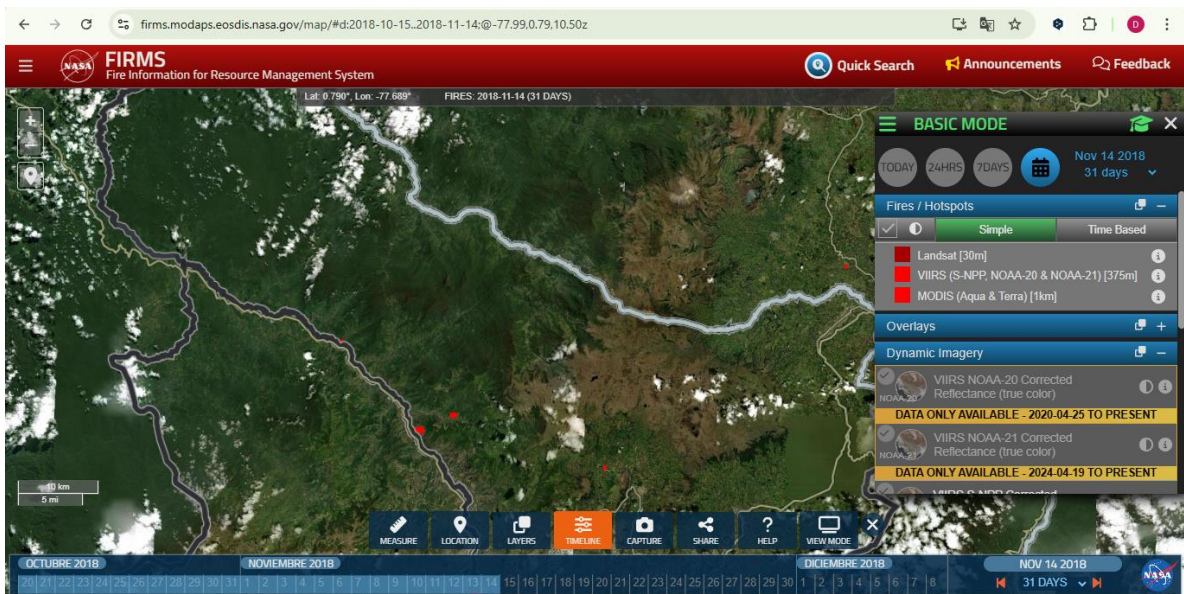 firms.modaps.eosdis.nasa.gov/map/#d:2018-10-15..2018-11-14;@-77.99,0.79,10.50z
D
NASA
FIRMS
Fire Information for Resource Management System
Quick Search
Announcements
Feedback
Lat: 0.790°, Lon: -77.689°
FIRES: 2018-11-14 (31 DAYS)
BASIC MODE
TODAY
24HRS
7DAYS
Nov 14 2018
31 days
Fires / Hotspots
Simple
Time Based
Landsat [30m]
VIIRS (S-NPP, NOAA-20 & NOAA-21) [375m]
MODIS (Aqua & Terra) [1km]
Overlays
Dynamic Imagery
VIIRS NOAA-20 Corrected
Reflectance (true color)
NOAA-20
DATA ONLY AVAILABLE - 2020-04-25 TO PRESENT
VIIRS NOAA-21 Corrected
Reflectance (true color)
NOAA-21
DATA ONLY AVAILABLE - 2024-04-19 TO PRESENT
VIIRS S-NPP Corrected
10 km
5 mi
MEASURE
LOCATION
LAYERS
TIMELINE
CAPTURE
SHARE
HELP
VIEW MODE
OCTUBRE 2018
NOVIEMBRE 2018
DICIEMBRE 2018
20 21 22 23 24 25 26 27 28 29 30 31 1 2 3 4 5 6 7 8 9 10 11 12 13 14 15 16 17 18 19 20 21 22 23 24 25 26 27 28 29 30 1 2 3 4 5 6 7 8
NOV 14 2018
31 DAYS
NASA